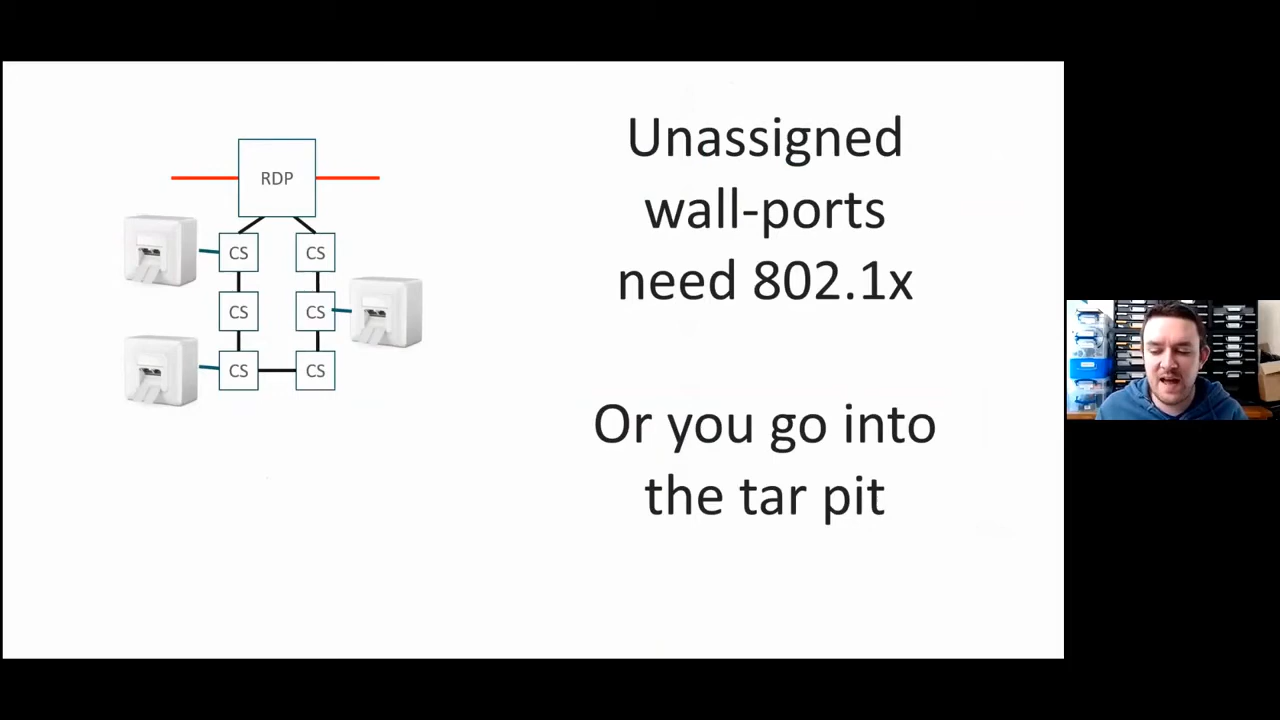 RDP
CS
CS
CS
CS
CS
CS
Unassigned
wall-ports
need 802.1x
Or you go into
the tar pit